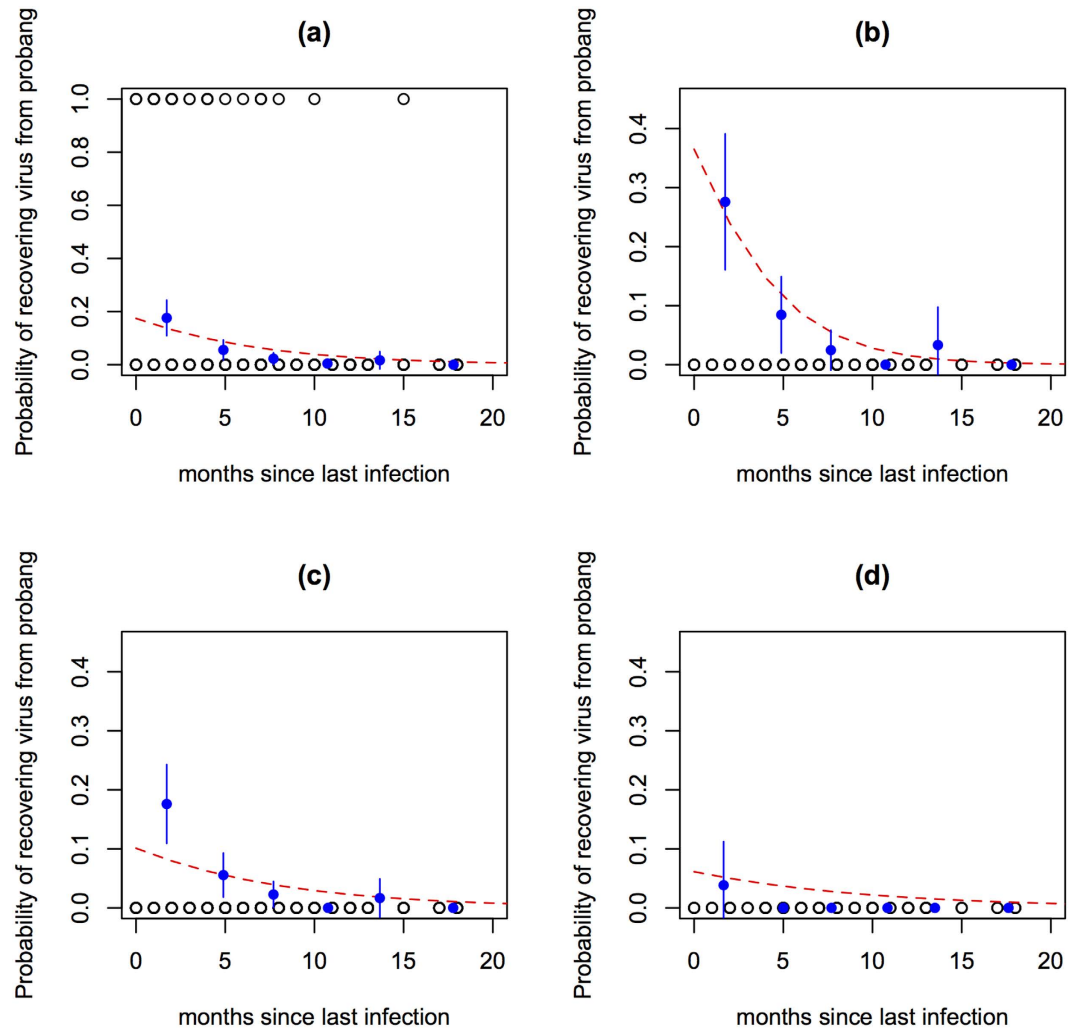 (a)
Probability of recovering virus from probang
0.0 0.2 0.4 0.6 0.8 1.0
0 5 10 15 20
months since last infection
(b)
Probability of recovering virus from probang
0.0 0.1 0.2 0.3 0.4
0 5 10 15 20
months since last infection
(c)
Probability of recovering virus from probang
0.0 0.1 0.2 0.3 0.4
0 5 10 15 20
months since last infection
(d)
Probability of recovering virus from probang
0.0 0.1 0.2 0.3 0.4
0 5 10 15 20
months since last infection